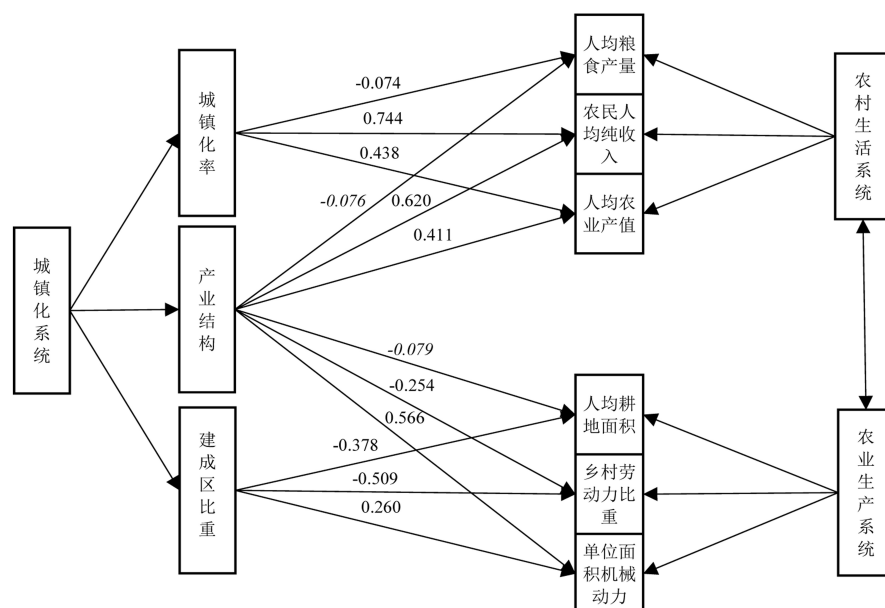 城
镇
化
系
统
城
镇
化
率
产
业
结
构
建
成
区
比
重
-0.074
0.744
0.438
-0.076
0.620
0.411
-0.079
-0.254
0.566
-0.378
-0.509
0.260
人均粮
食产量
农民人
均纯收
入
人均农
业产值
人均耕
地面积
乡村劳
动力比
重
单位面
积机械
动力
农
村
生
活
系
统
农
业
生
产
系
统